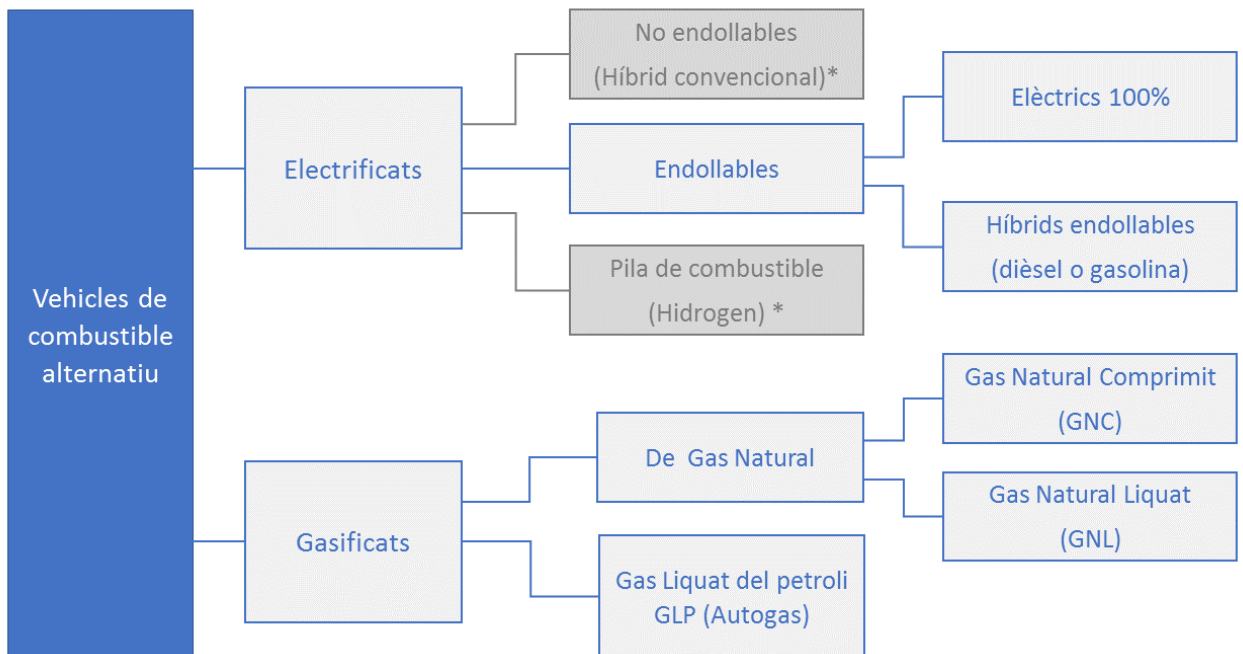 Vehicles de
combustible
alternatiu
Electrificats
No endollables
(Híbrid convencional)*
Endollables
Elèctrics 100%
Híbrids endollables
(dièsel o gasolina)
Pila de combustible
(Hidrogen) *
Gasificats
De Gas Natural
Gas Natural Comprimit
(GNC)
Gas Natural Liquat
(GNL)
Gas Liquat del petroli
GLP (Autogas)